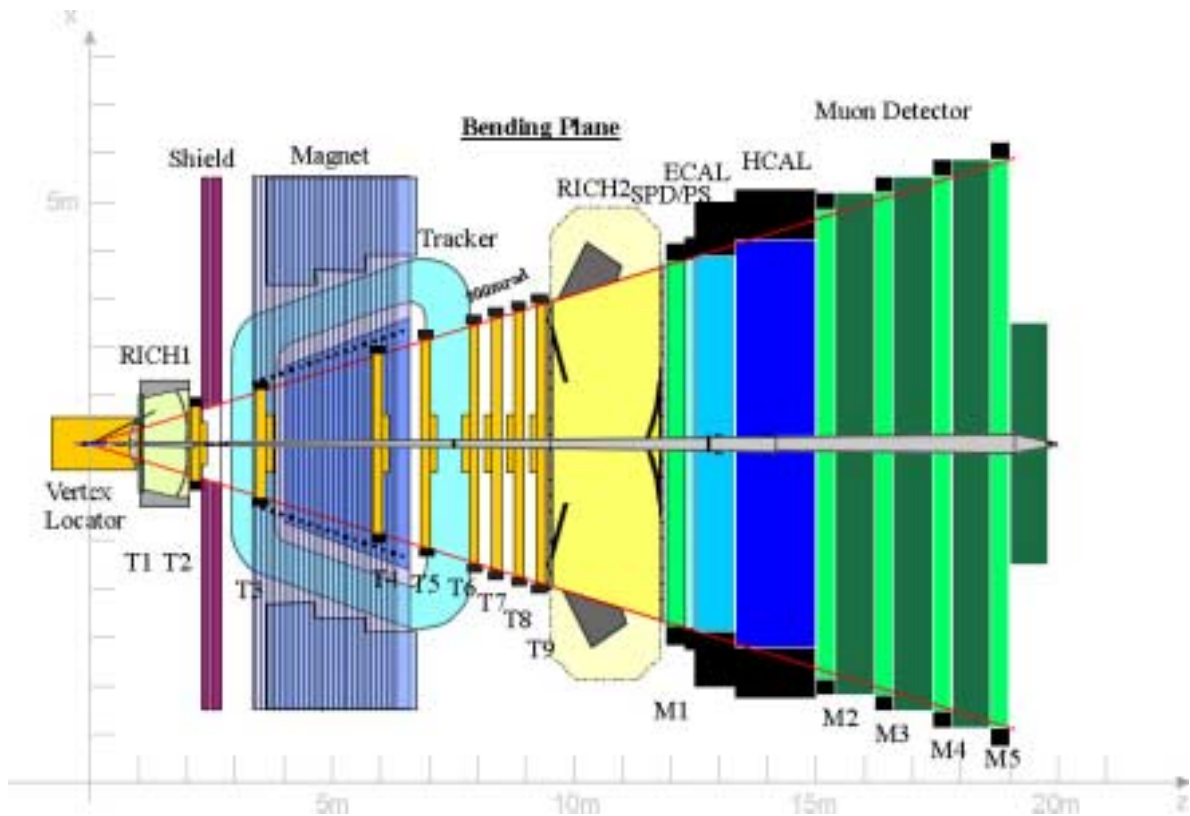 x
Muon Detector
Bending Plane
Shield
Magnet
HCAL
ECAL
RICH2
SPD/PS
5m
Tracker
300mrad
RICH1
Vertex
Locator
T1 T2
T3
T4
T5
T6
T7
T8
T9
M1
M2
M3
M4
M5
5m
10m
15m
20m
z